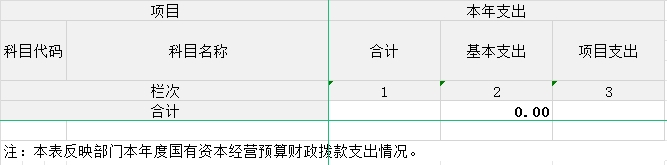 项目 本年支出
科目代码 科目名称 合计 基本支出 项目支出
栏次 1 2 3
合计 0.00
注：本表反映部门本年度国有资本经营预算财政拨款支出情况。